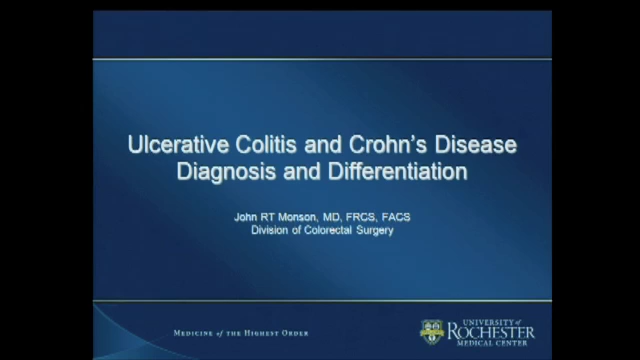 Ulcerative Colitis and Crohn's Disease
Diagnosis and Differentiation
John RT Monson, MD, FRCS, FACS
Division of Colorectal Surgery
MEDICINE of the HIGHEST ORDER
UNIVERSITY of
ROCHESTER
MEDICAL CENTER